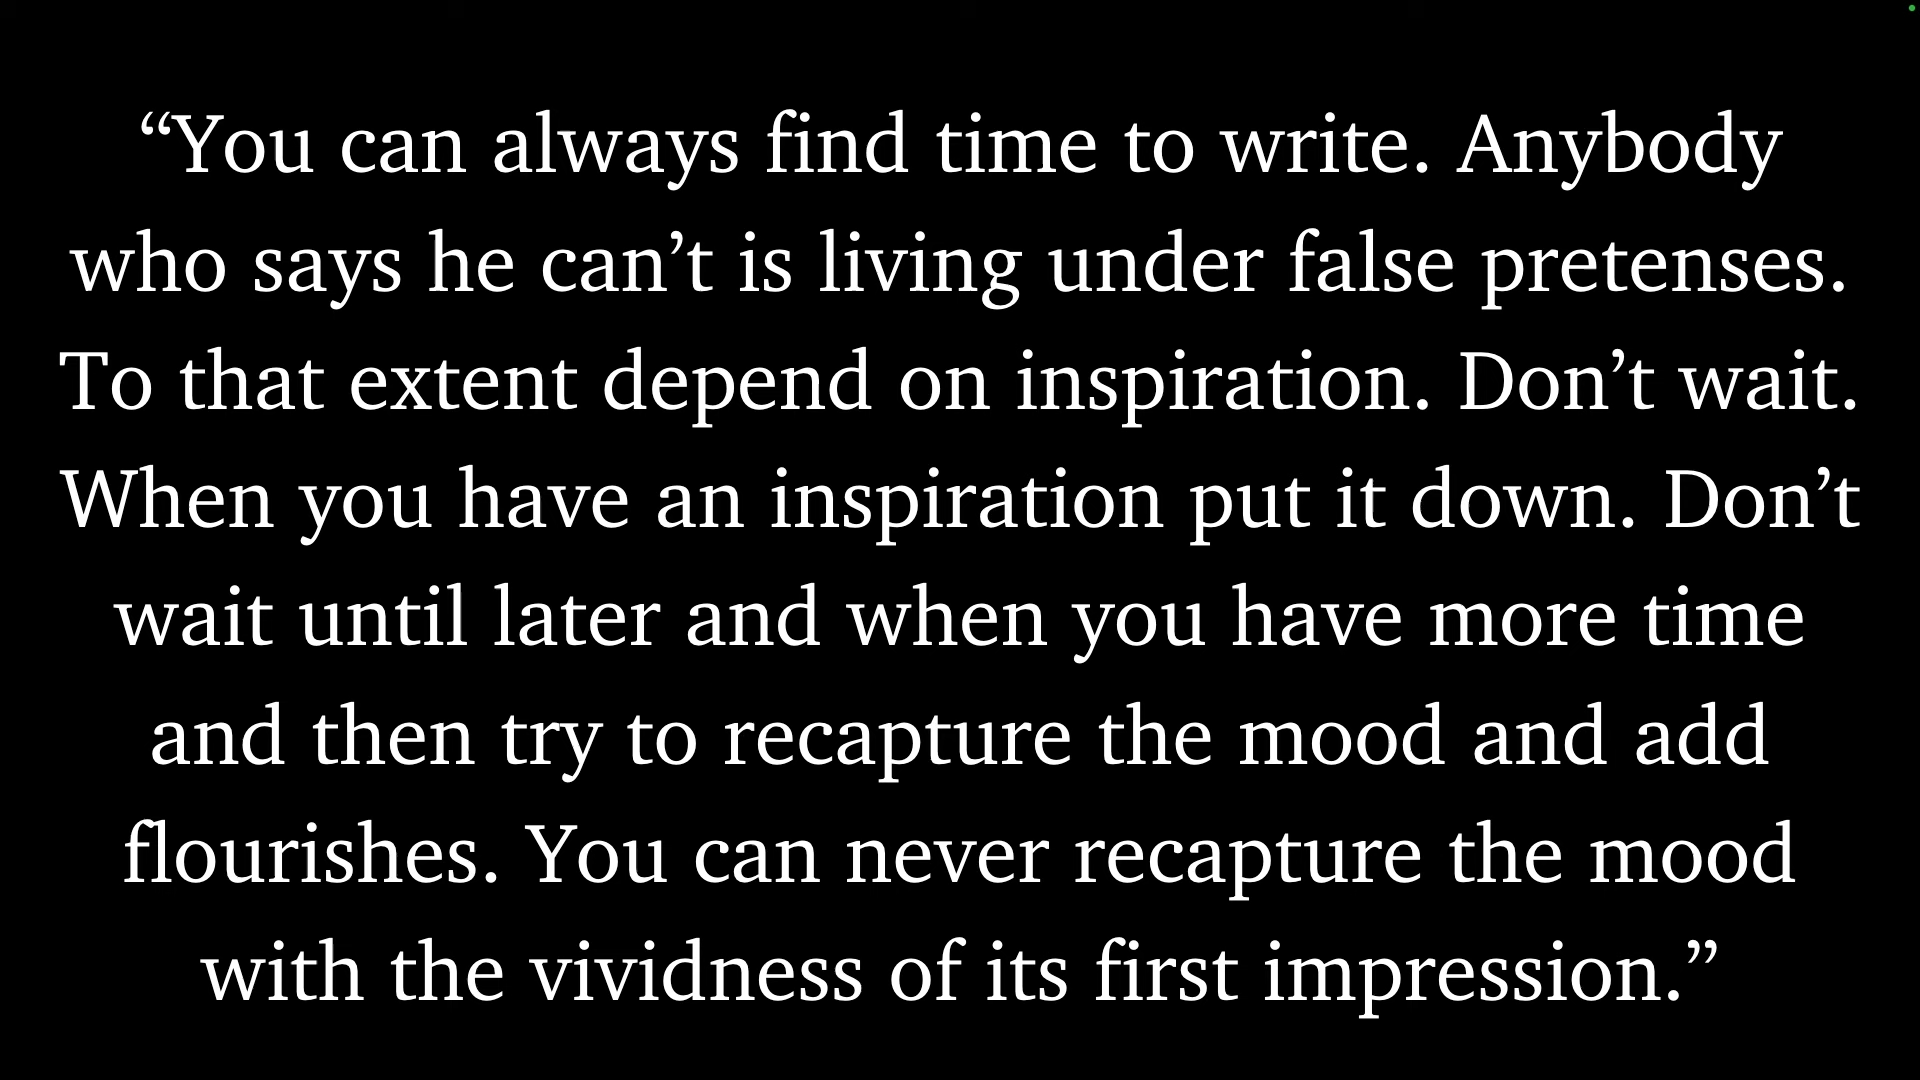 “You can always find time to write. Anybody
who says he can’t is living under false pretenses.
To that extent depend on inspiration. Don’t wait.
When you have an inspiration put it down. Don’t
wait until later and when you have more time
and then try to recapture the mood and add
flourishes. You can never recapture the mood
with the vividness of its first impression.”